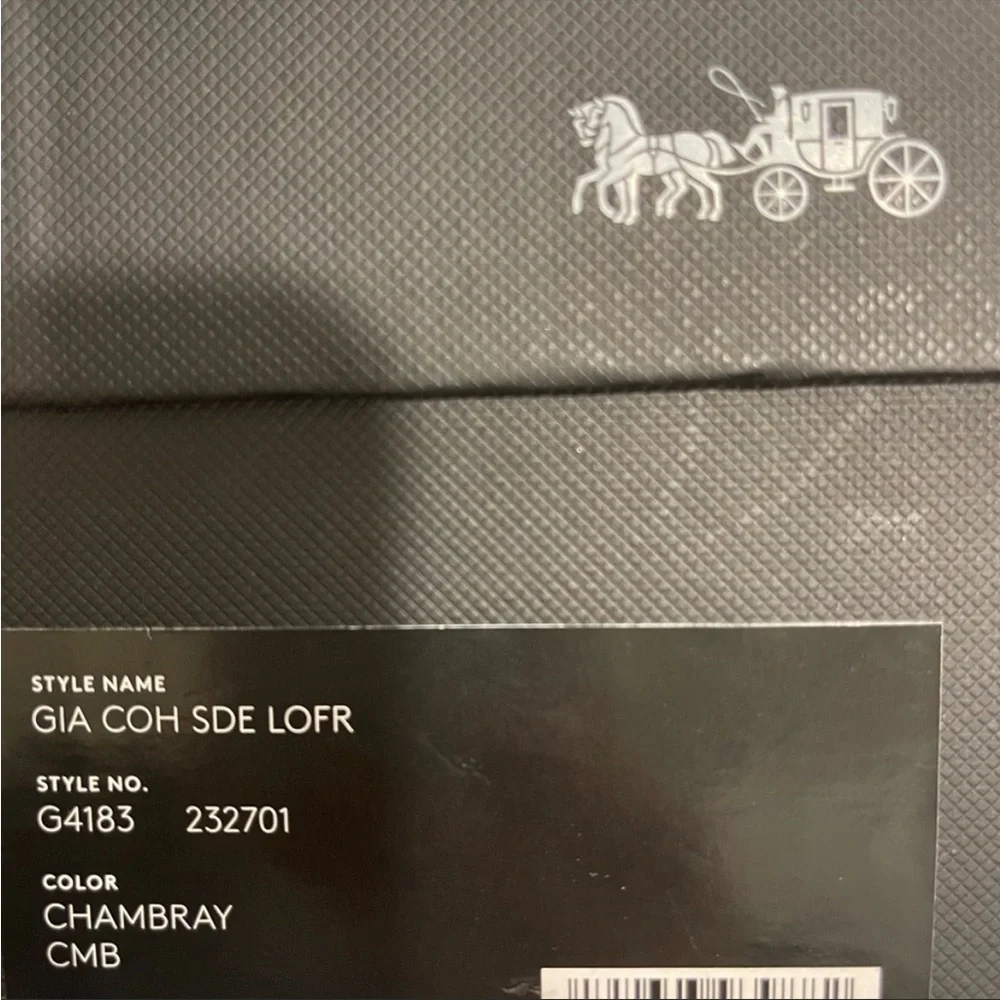 STYLE NAME
GIA COH SDE LOFR
STYLE NO.
G4183 232701
COLOR
CHAMBRAY
CMB